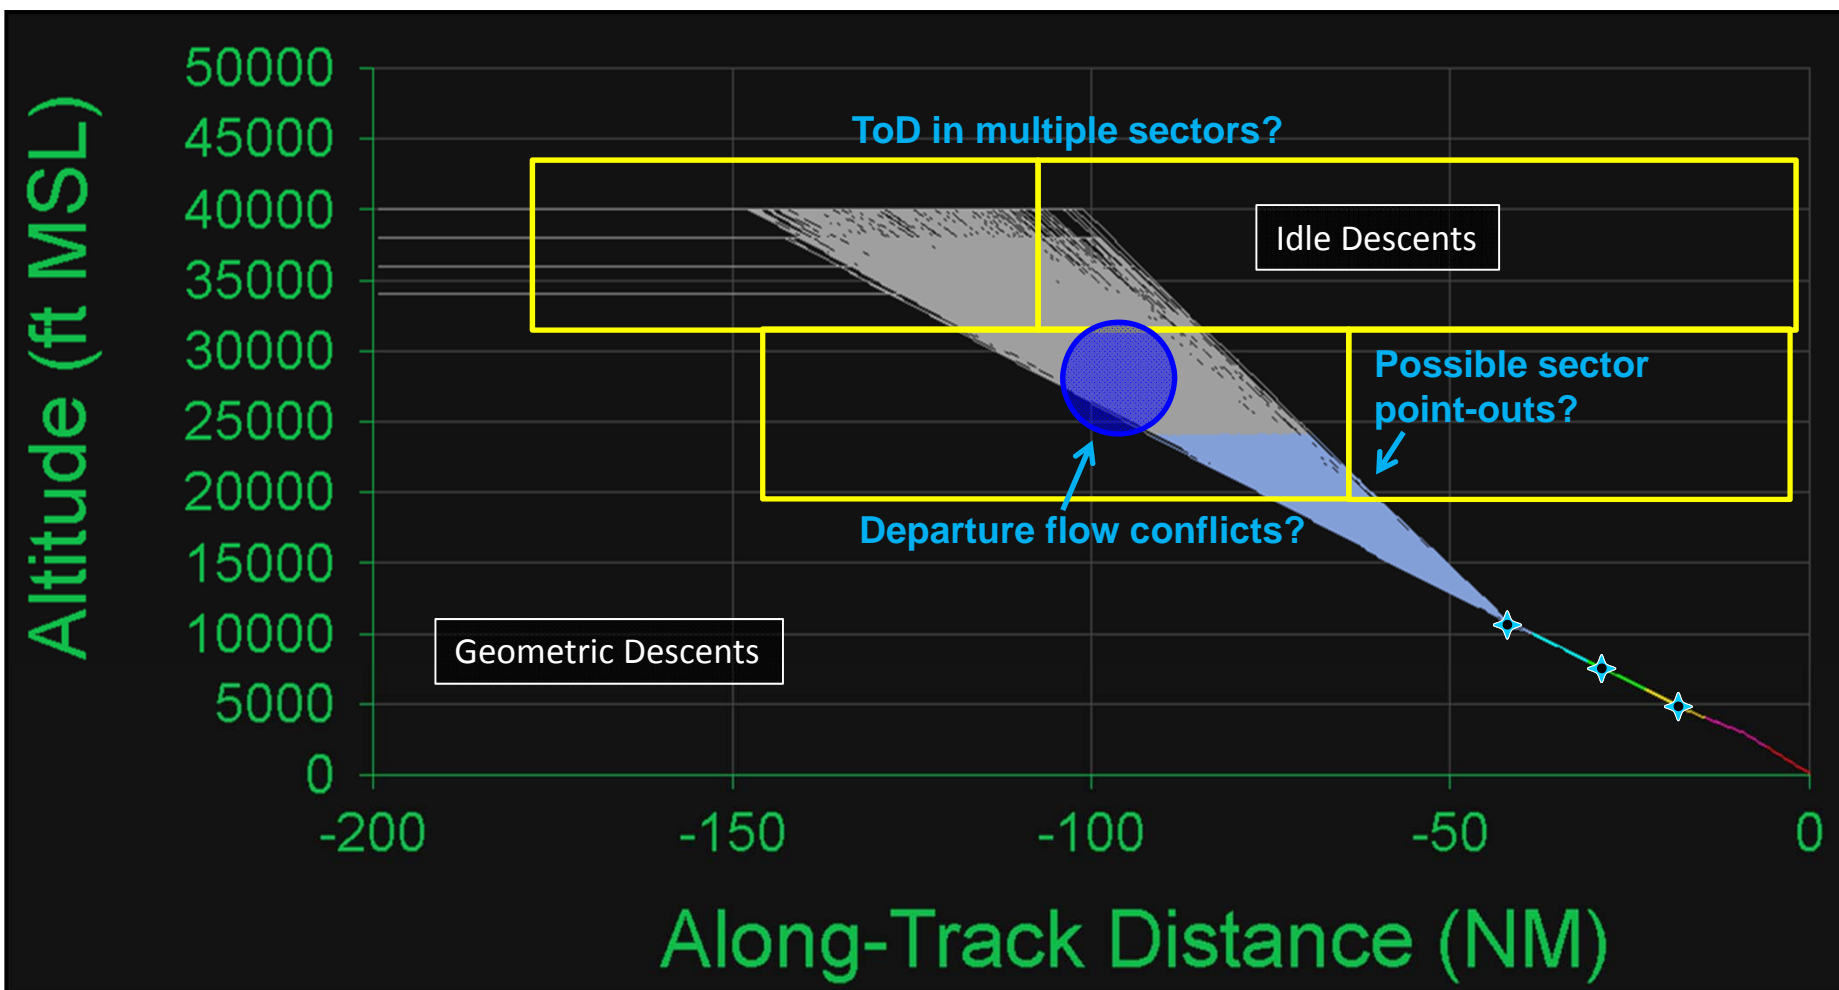 50000
45000
40000
35000
30000
25000
20000
15000
10000
5000
0
Altitude (ft MSL)
ToD in multiple sectors?
Idle Descents
Possible sector
point-outs?
Departure flow conflicts?
Geometric Descents
-200
-150
-100
-50
0
Along-Track Distance (NM)